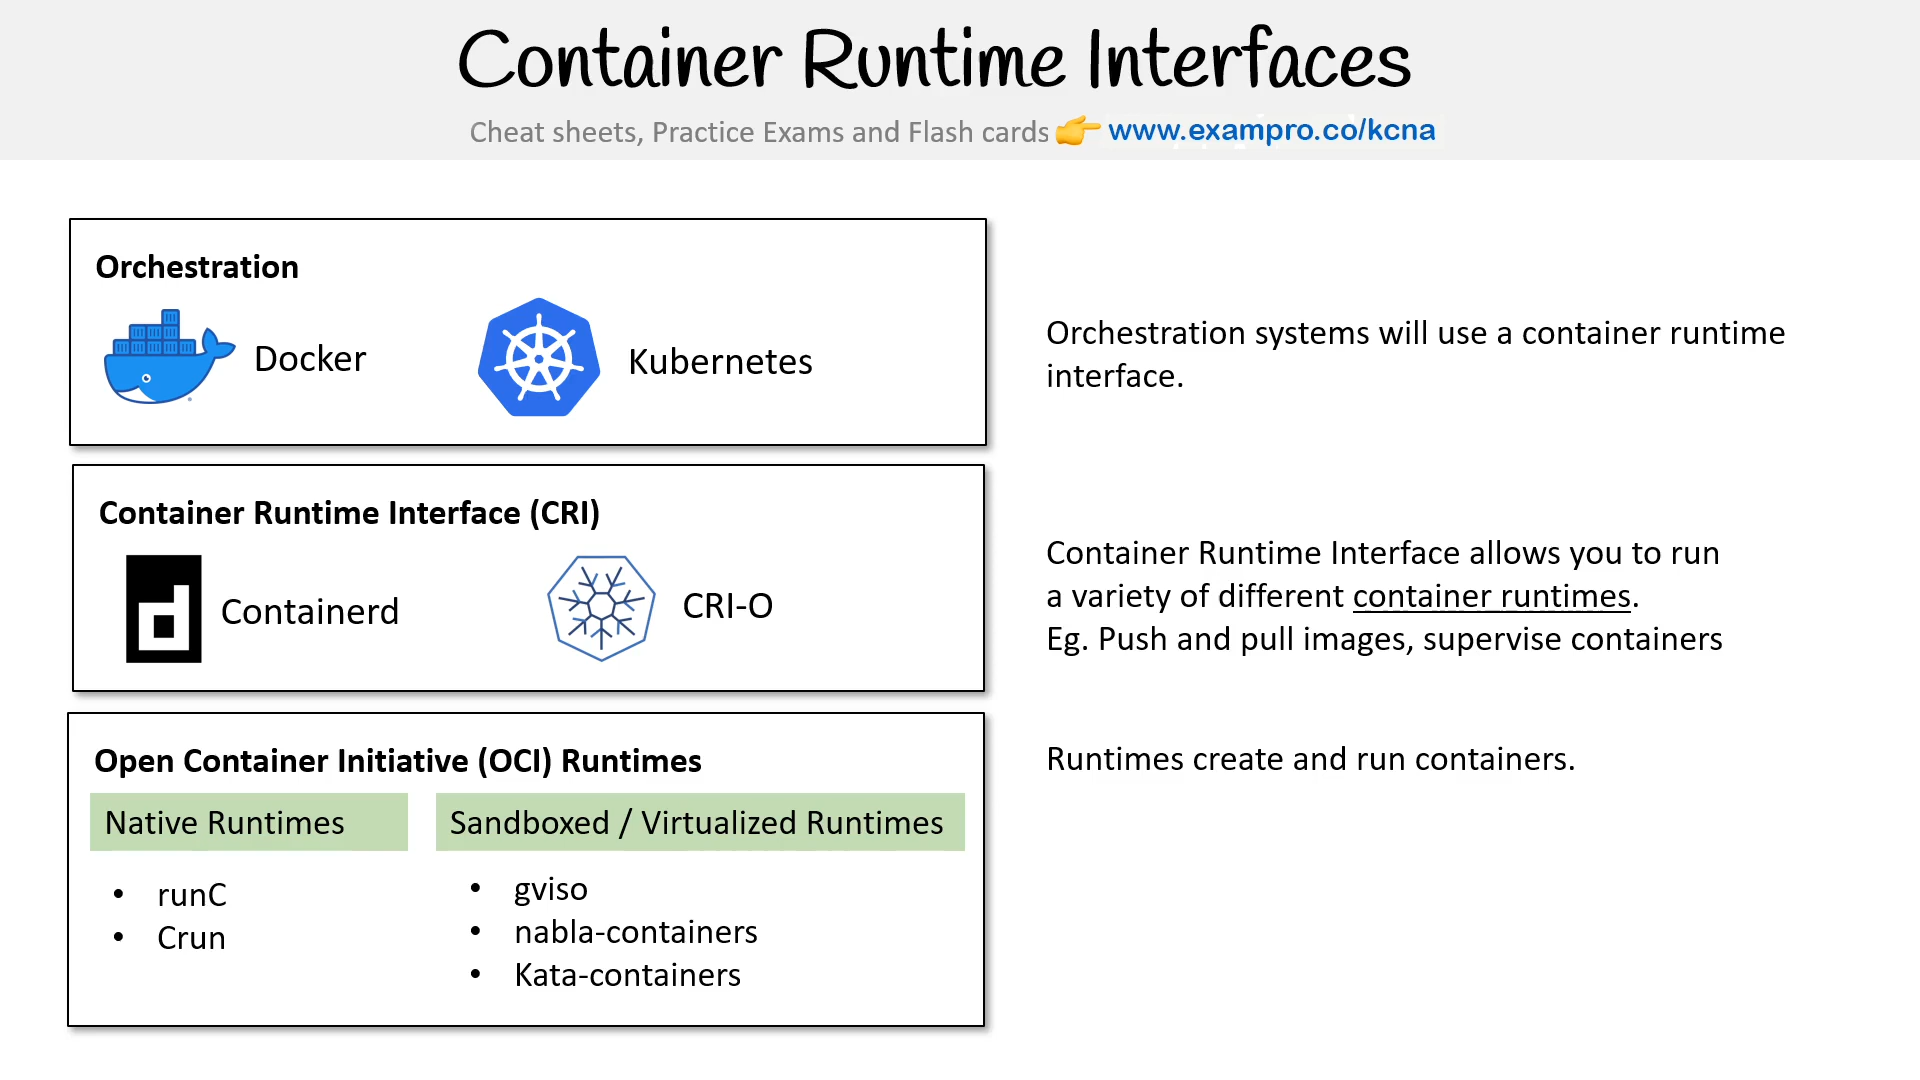 Container Runtime Interfaces
Cheat sheets, Practice Exams and Flash cards 👉 www.exampro.co/kcna
Orchestration
Docker
Kubernetes
Orchestration systems will use a container runtime
interface.
Container Runtime Interface (CRI)
Containerd
CRI-O
Container Runtime Interface allows you to run
a variety of different container runtimes.
Eg. Push and pull images, supervise containers
Open Container Initiative (OCI) Runtimes
Native Runtimes
• runC
• Crun
Sandboxed / Virtualized Runtimes
• gviso
• nabla-containers
• Kata-containers
Runtimes create and run containers.